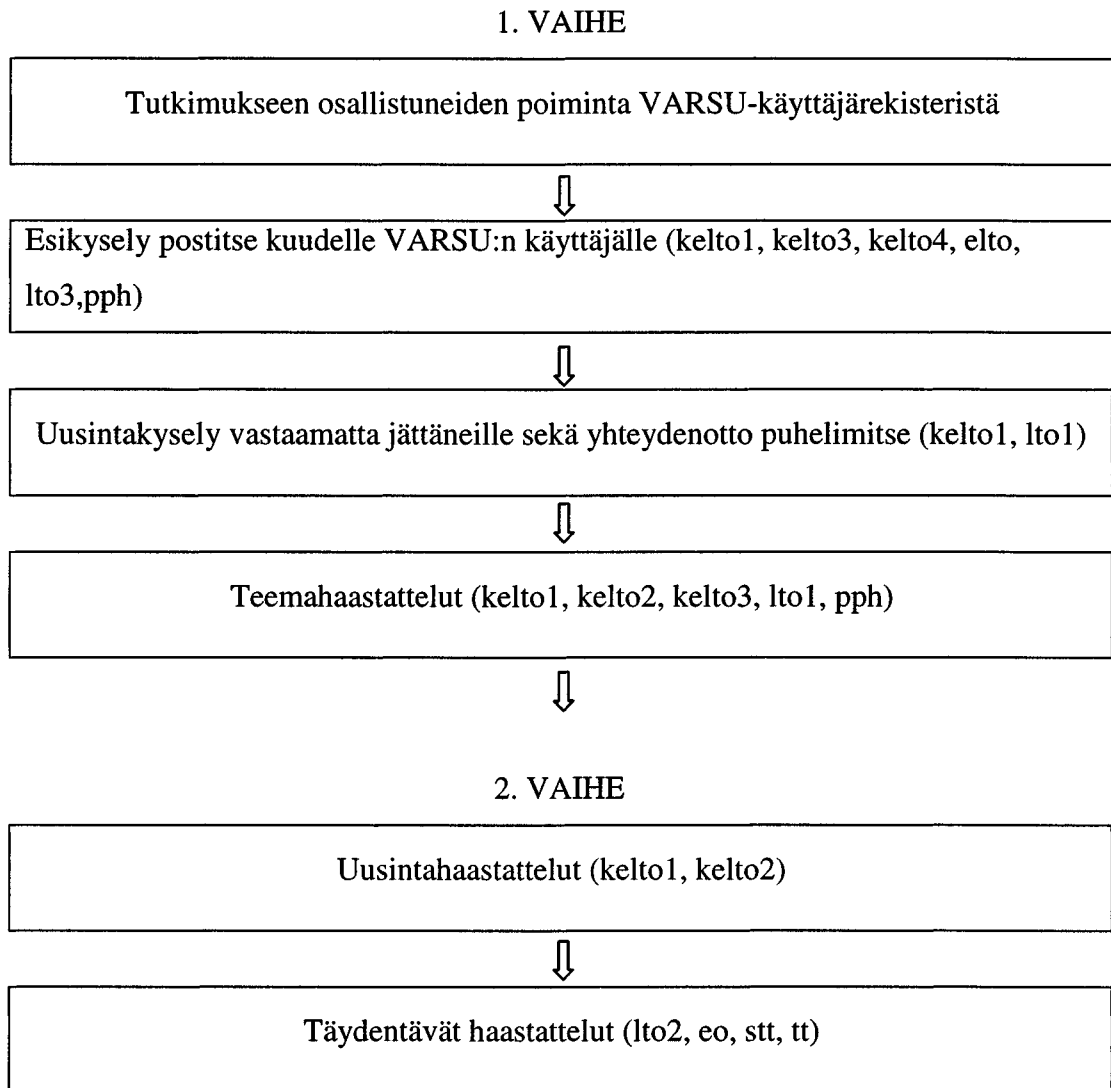 1. VAIHE
Tutkimukseen osallistuneiden poiminta VARSU-käyttäjärekisteristä
Esikysely postitse kuudelle VARSU:n käyttäjälle (kelto1, kelto3, kelto4, elto,
lto3,pph)
Uusintakysely vastaamatta jättäneille sekä yhteydenotto puhelimitse (kelto1, lto1)
Teemahaastattelut (kelto1, kelto2, kelto3, lto1, pph)
2. VAIHE
Uusintahaastattelut (kelto1, kelto2)
Täydentävät haastattelut (lto2, eo, stt, tt)